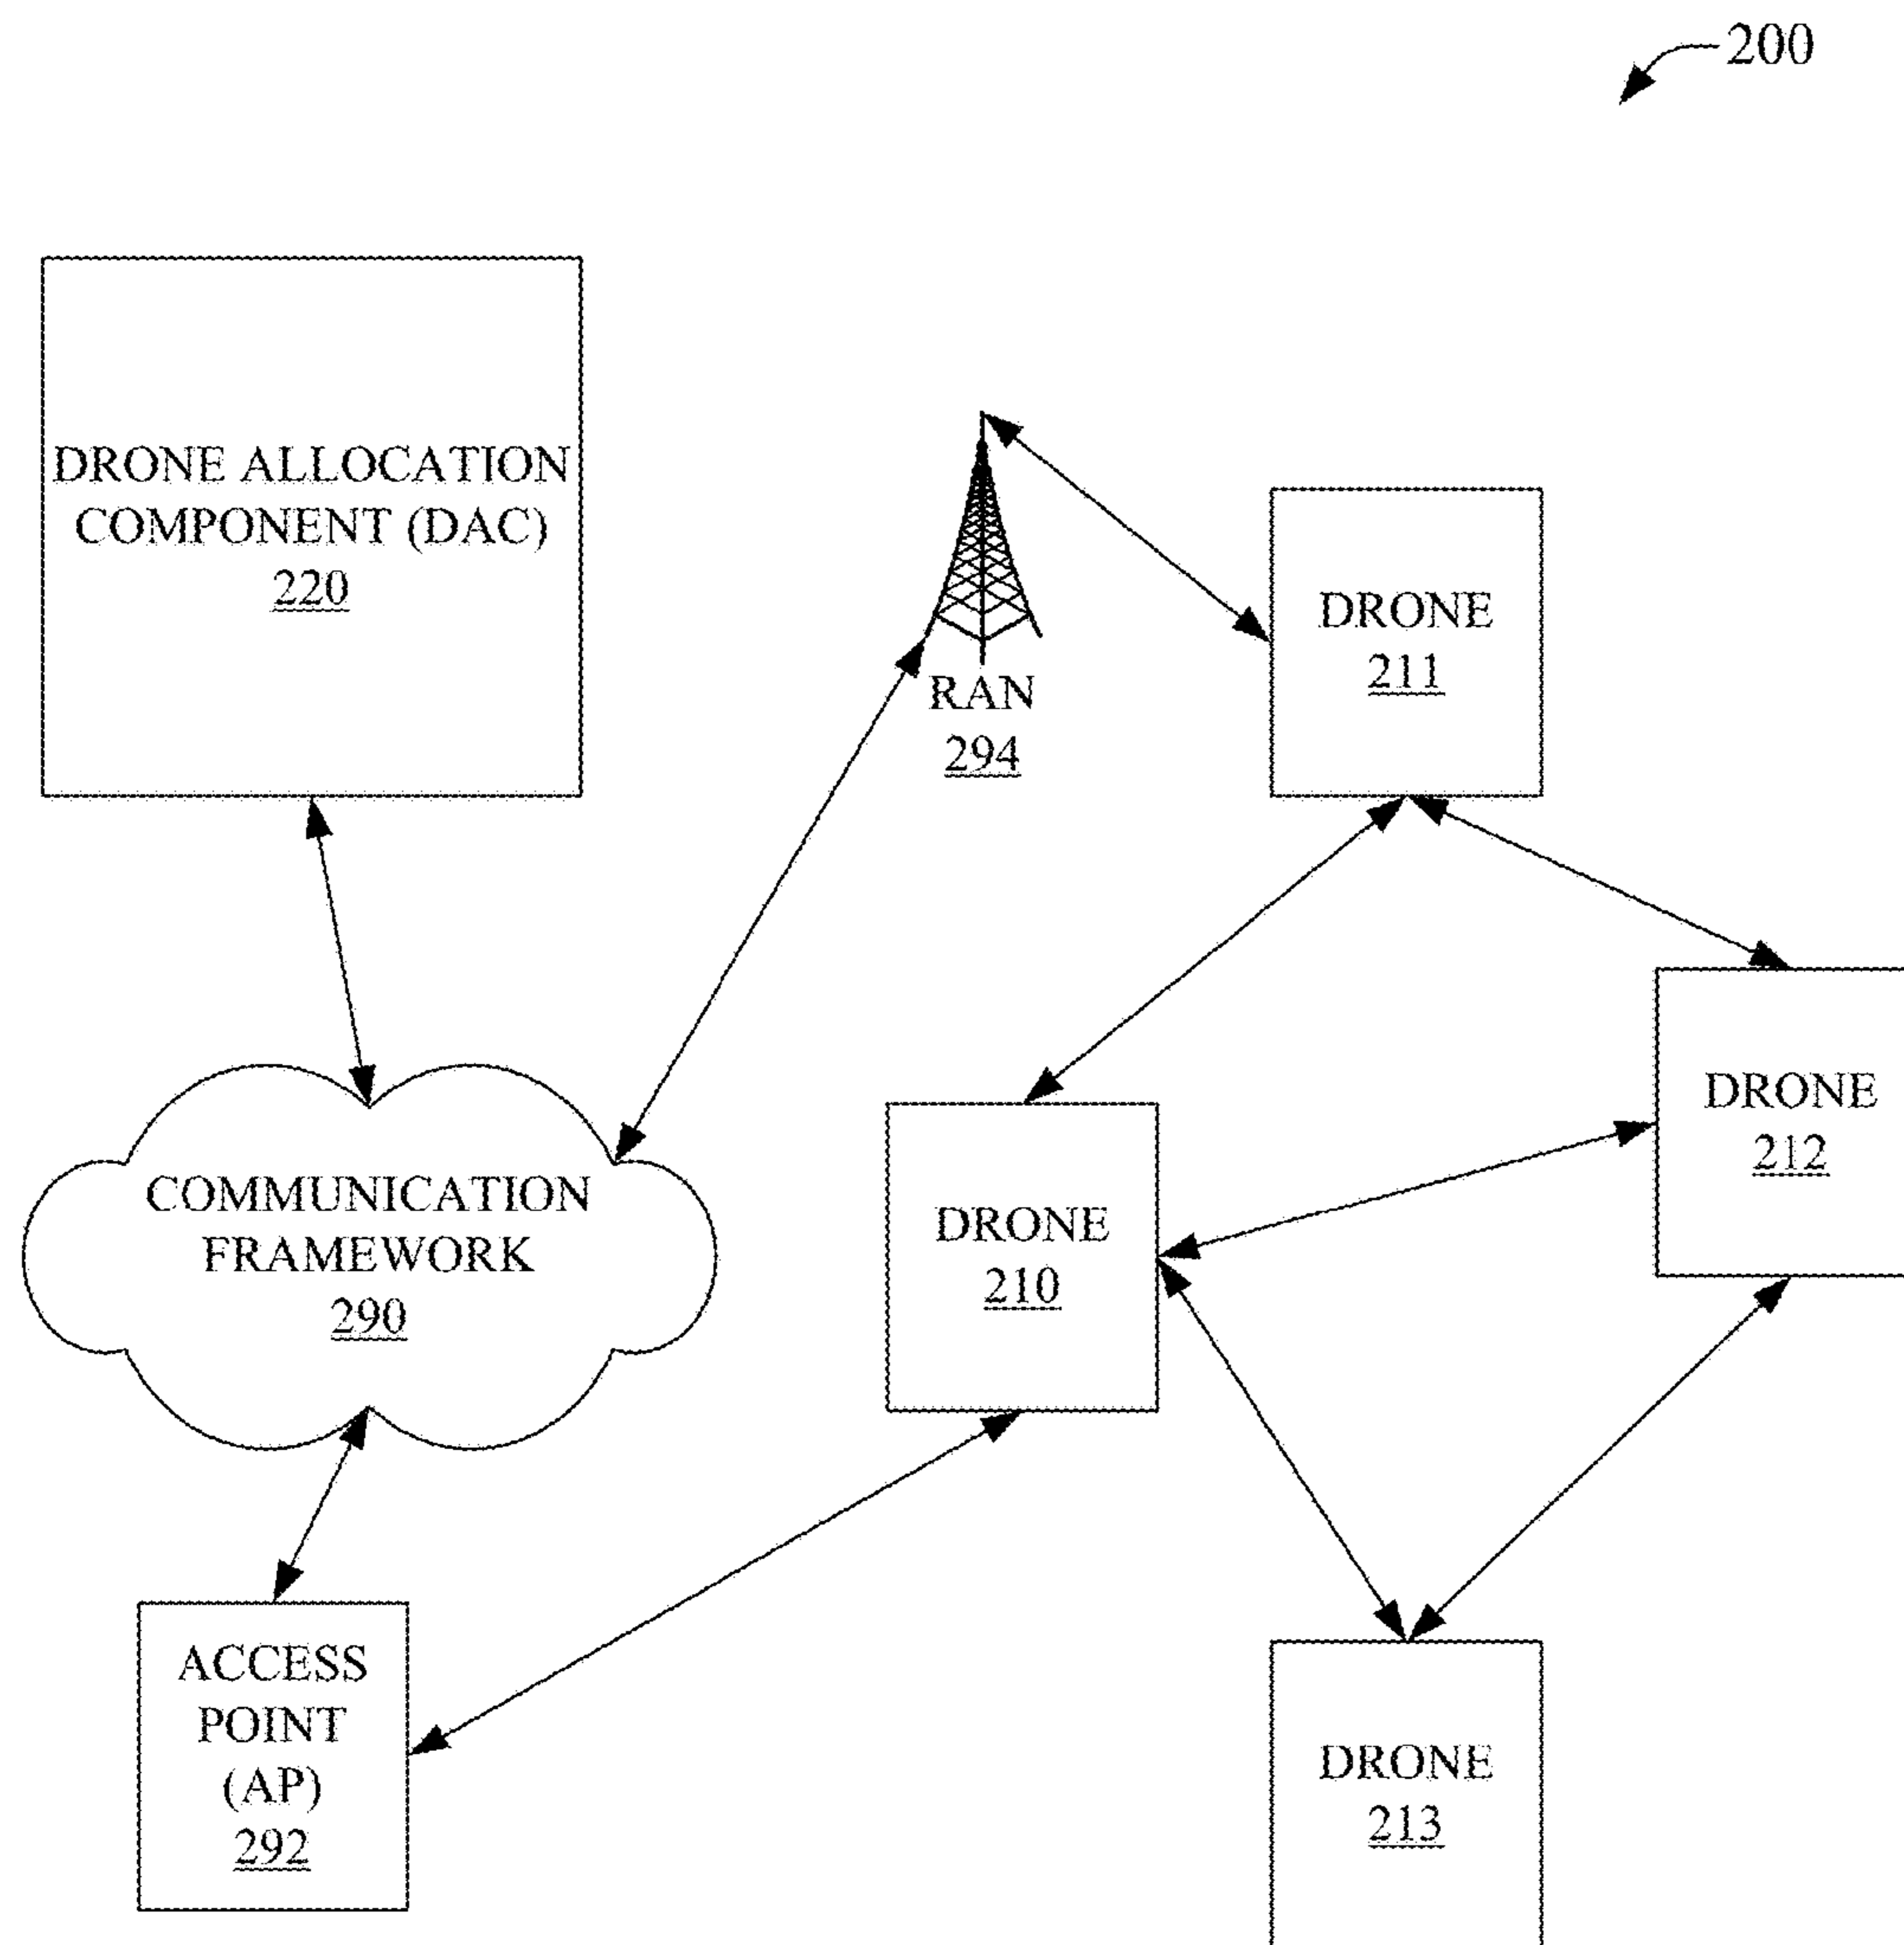 200
DRONE ALLOCATION
COMPONENT (DAC)
220
RAN
294
DRONE
211
DRONE
212
COMMUNICATION
FRAMEWORK
290
DRONE
210
ACCESS
POINT
(AP)
292
DRONE
213